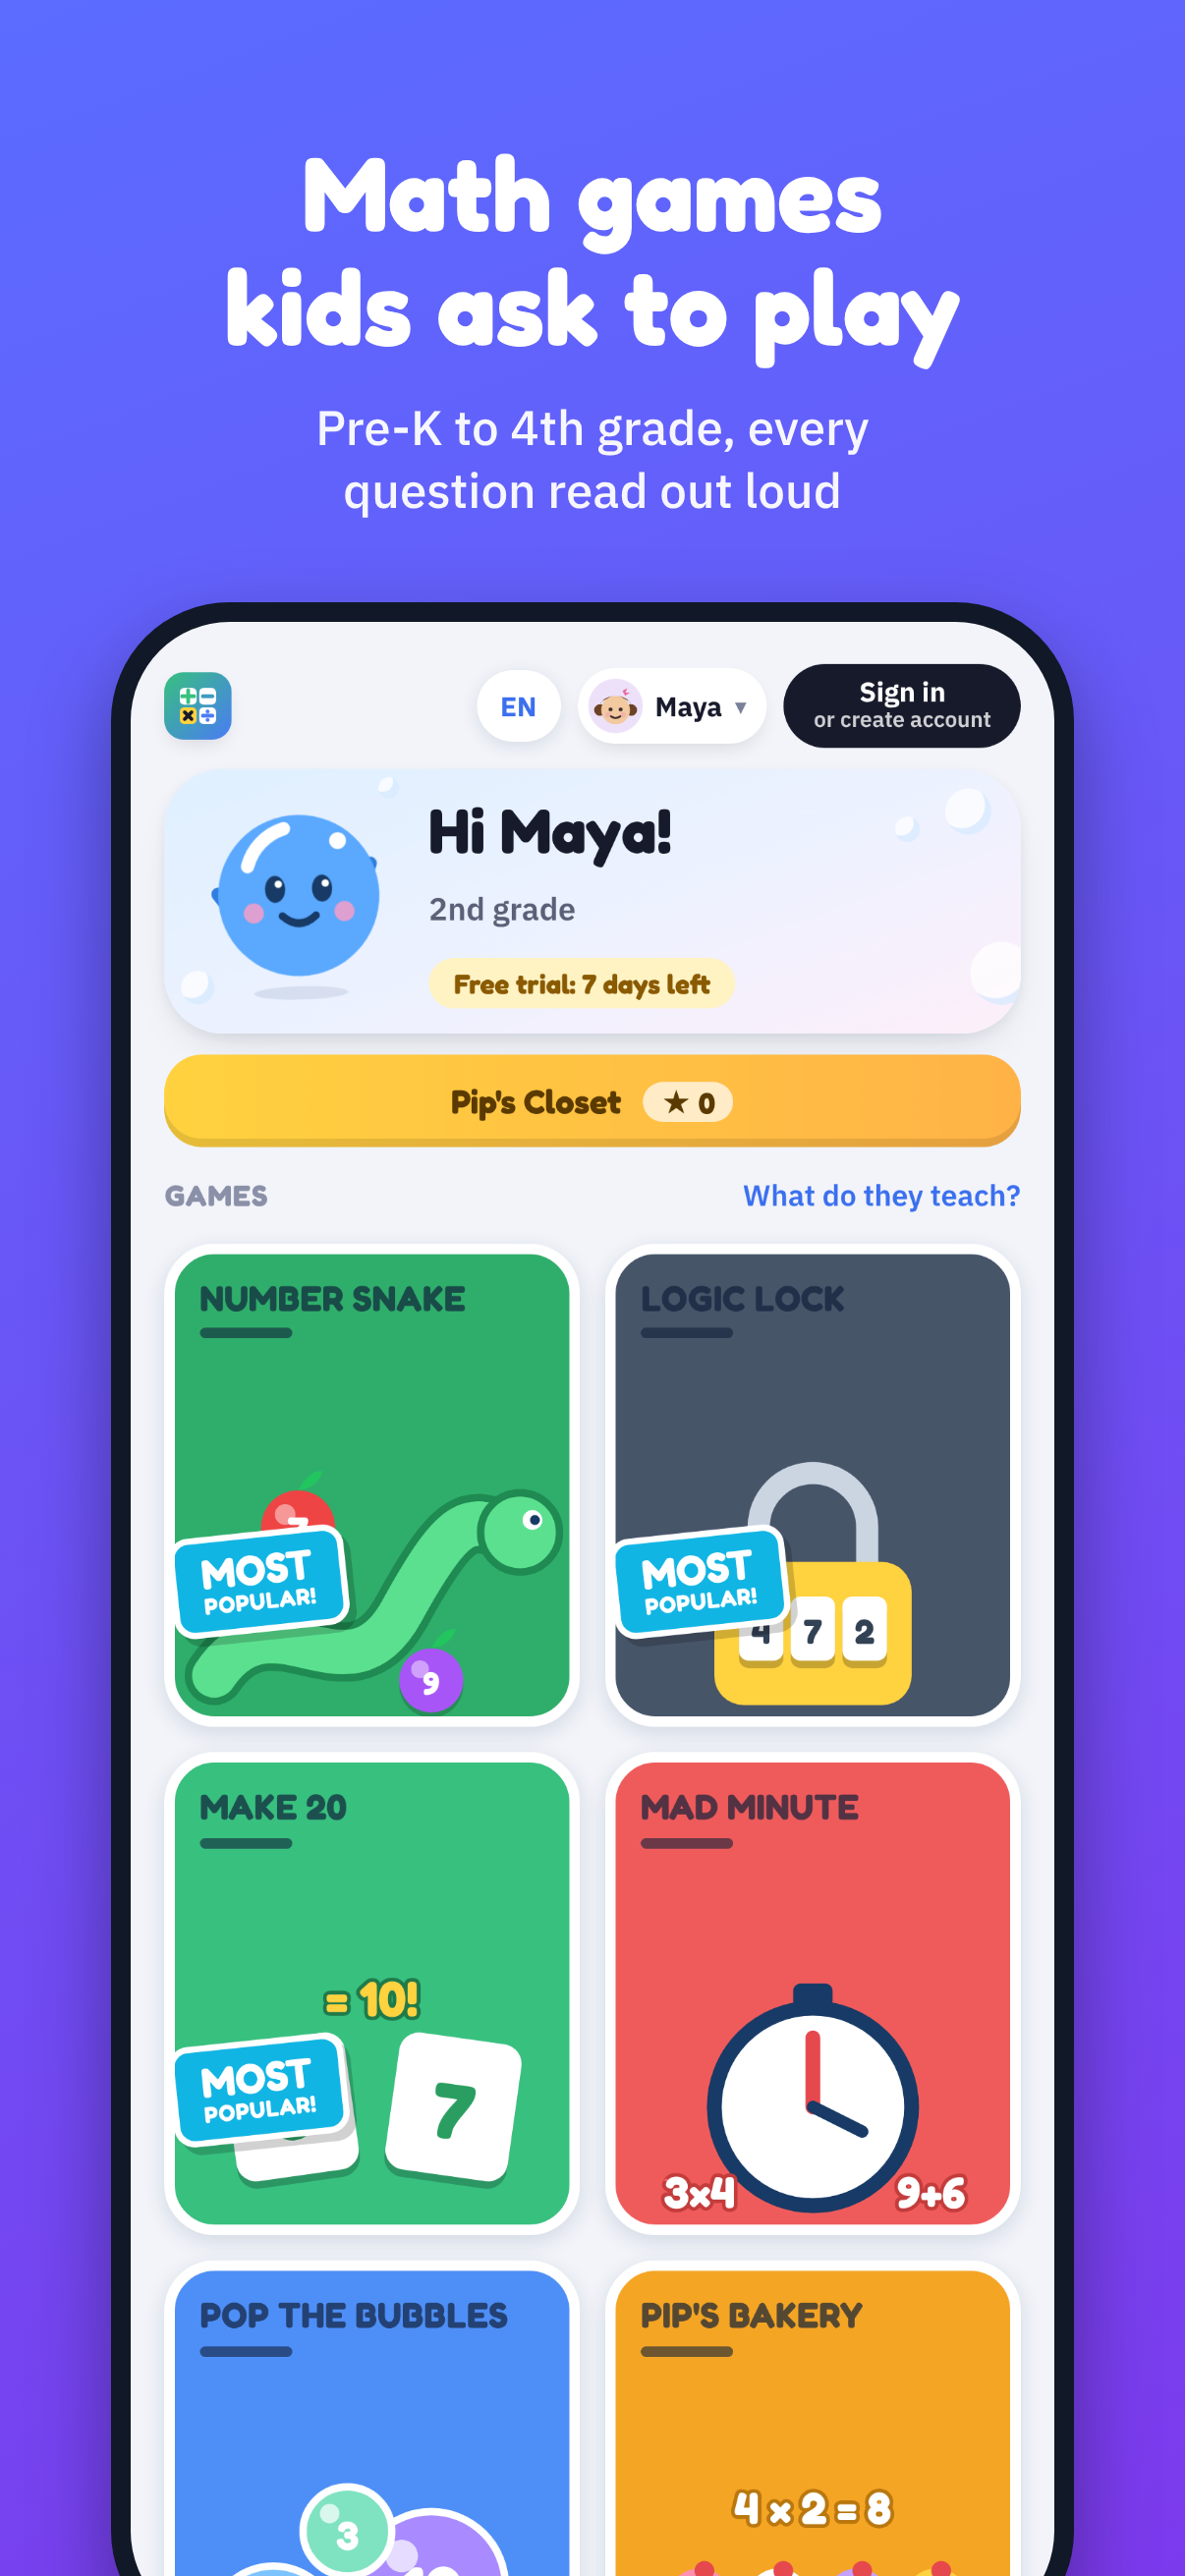 Math games
kids ask to play
Pre-K to 4th grade, every
question read out loud
EN
Maya ▾
Sign in
or create account
Hi Maya!
2nd grade
Free trial: 7 days left
Pip's Closet ★ 0
GAMES
What do they teach?
NUMBER SNAKE
MOST
POPULAR!
9
LOGIC LOCK
MOST
POPULAR!
4 7 2
MAKE 20
= 10!
MOST
POPULAR!
7
MAD MINUTE
3×4
9+6
POP THE BUBBLES
3
PIP'S BAKERY
4 × 2 = 8